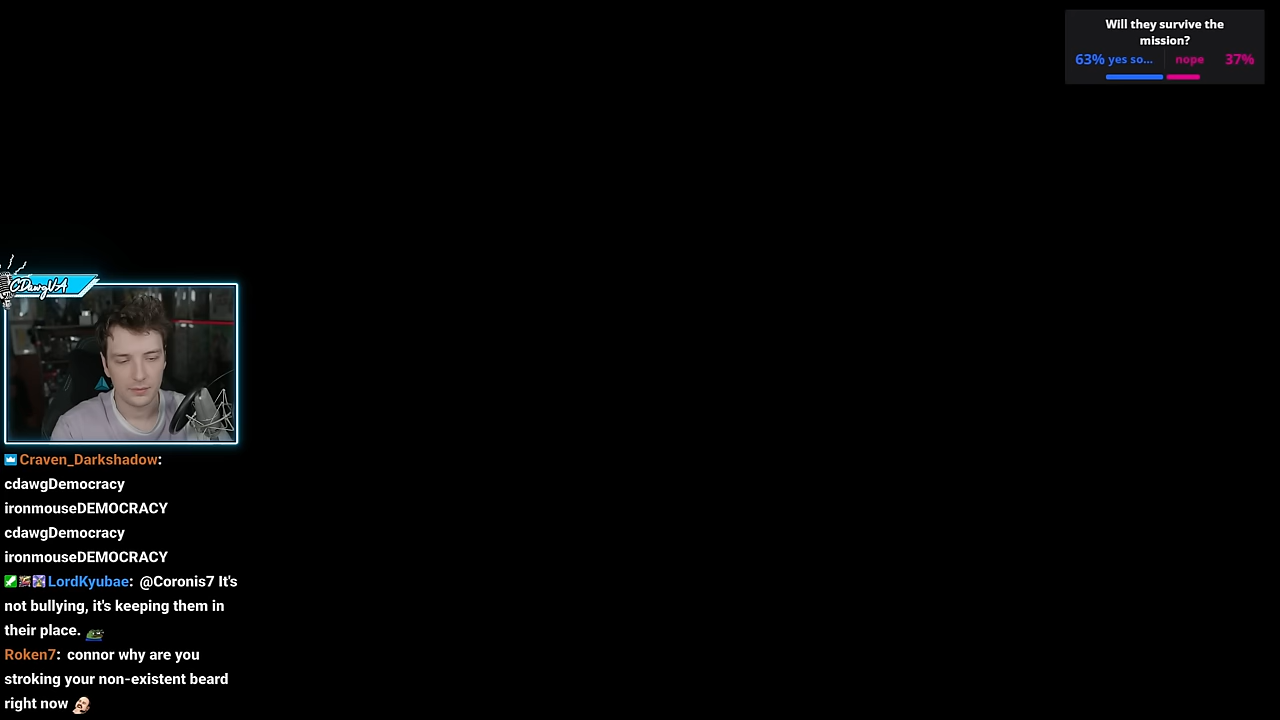 Will they survive the
mission?
63% yes so... nope 37%
CDawgVA
Craven_Darkshadow:
cdawgDemocracy
ironmouseDEMOCRACY
cdawgDemocracy
ironmouseDEMOCRACY
LordKyubae: @Coronis7 It's
not bullying, it's keeping them in
their place.
Roken7: connor why are you
stroking your non-existent beard
right now